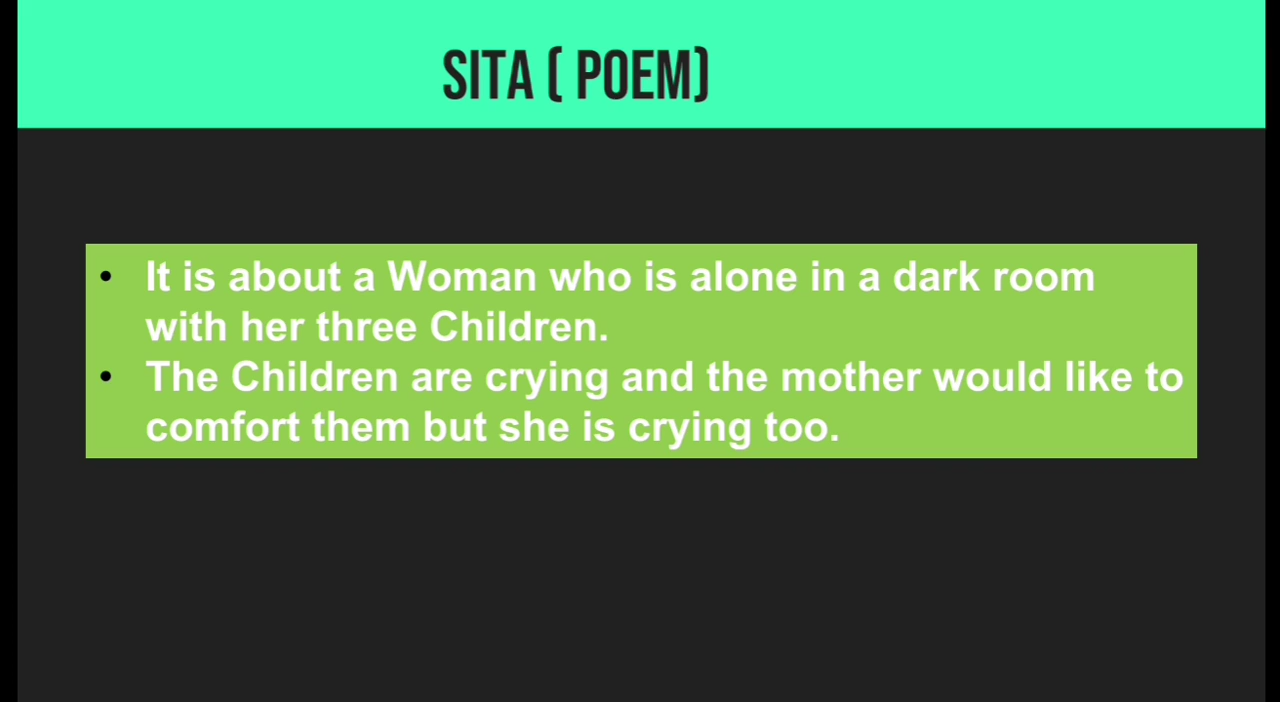 SITA ( POEM)
• It is about a Woman who is alone in a dark room
with her three Children.
• The Children are crying and the mother would like to
comfort them but she is crying too.